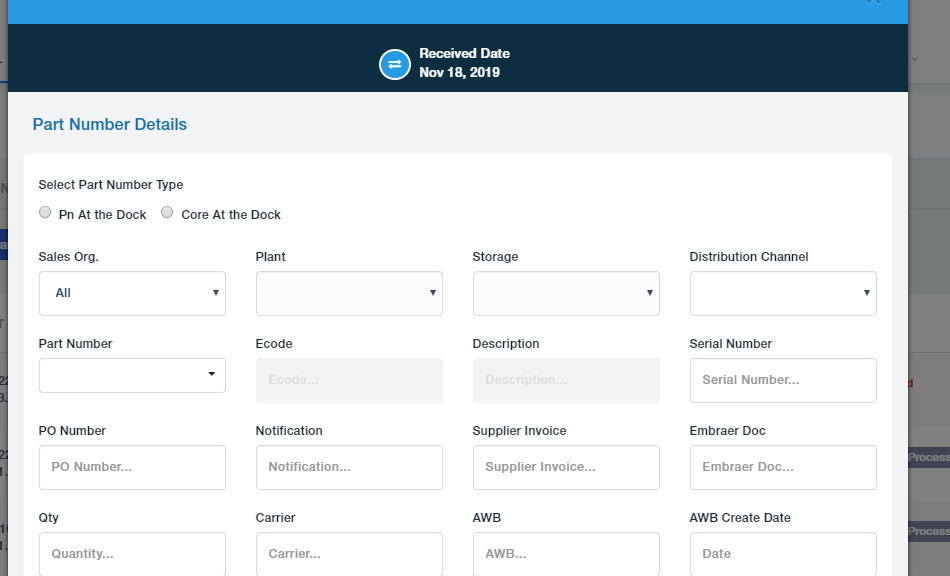 Received Date
Nov 18, 2019
Part Number Details
Select Part Number Type
Pn At the Dock Core At the Dock
Sales Org. Plant Storage Distribution Channel
All
Part Number Ecode Description Serial Number
Ecode... Description... Serial Number...
PO Number Notification Supplier Invoice Embraer Doc
PO Number... Notification... Supplier Invoice... Embraer Doc...
Process
Qty Carrier AWB AWB Create Date
Process
Quantity... Carrier... AWB... Date